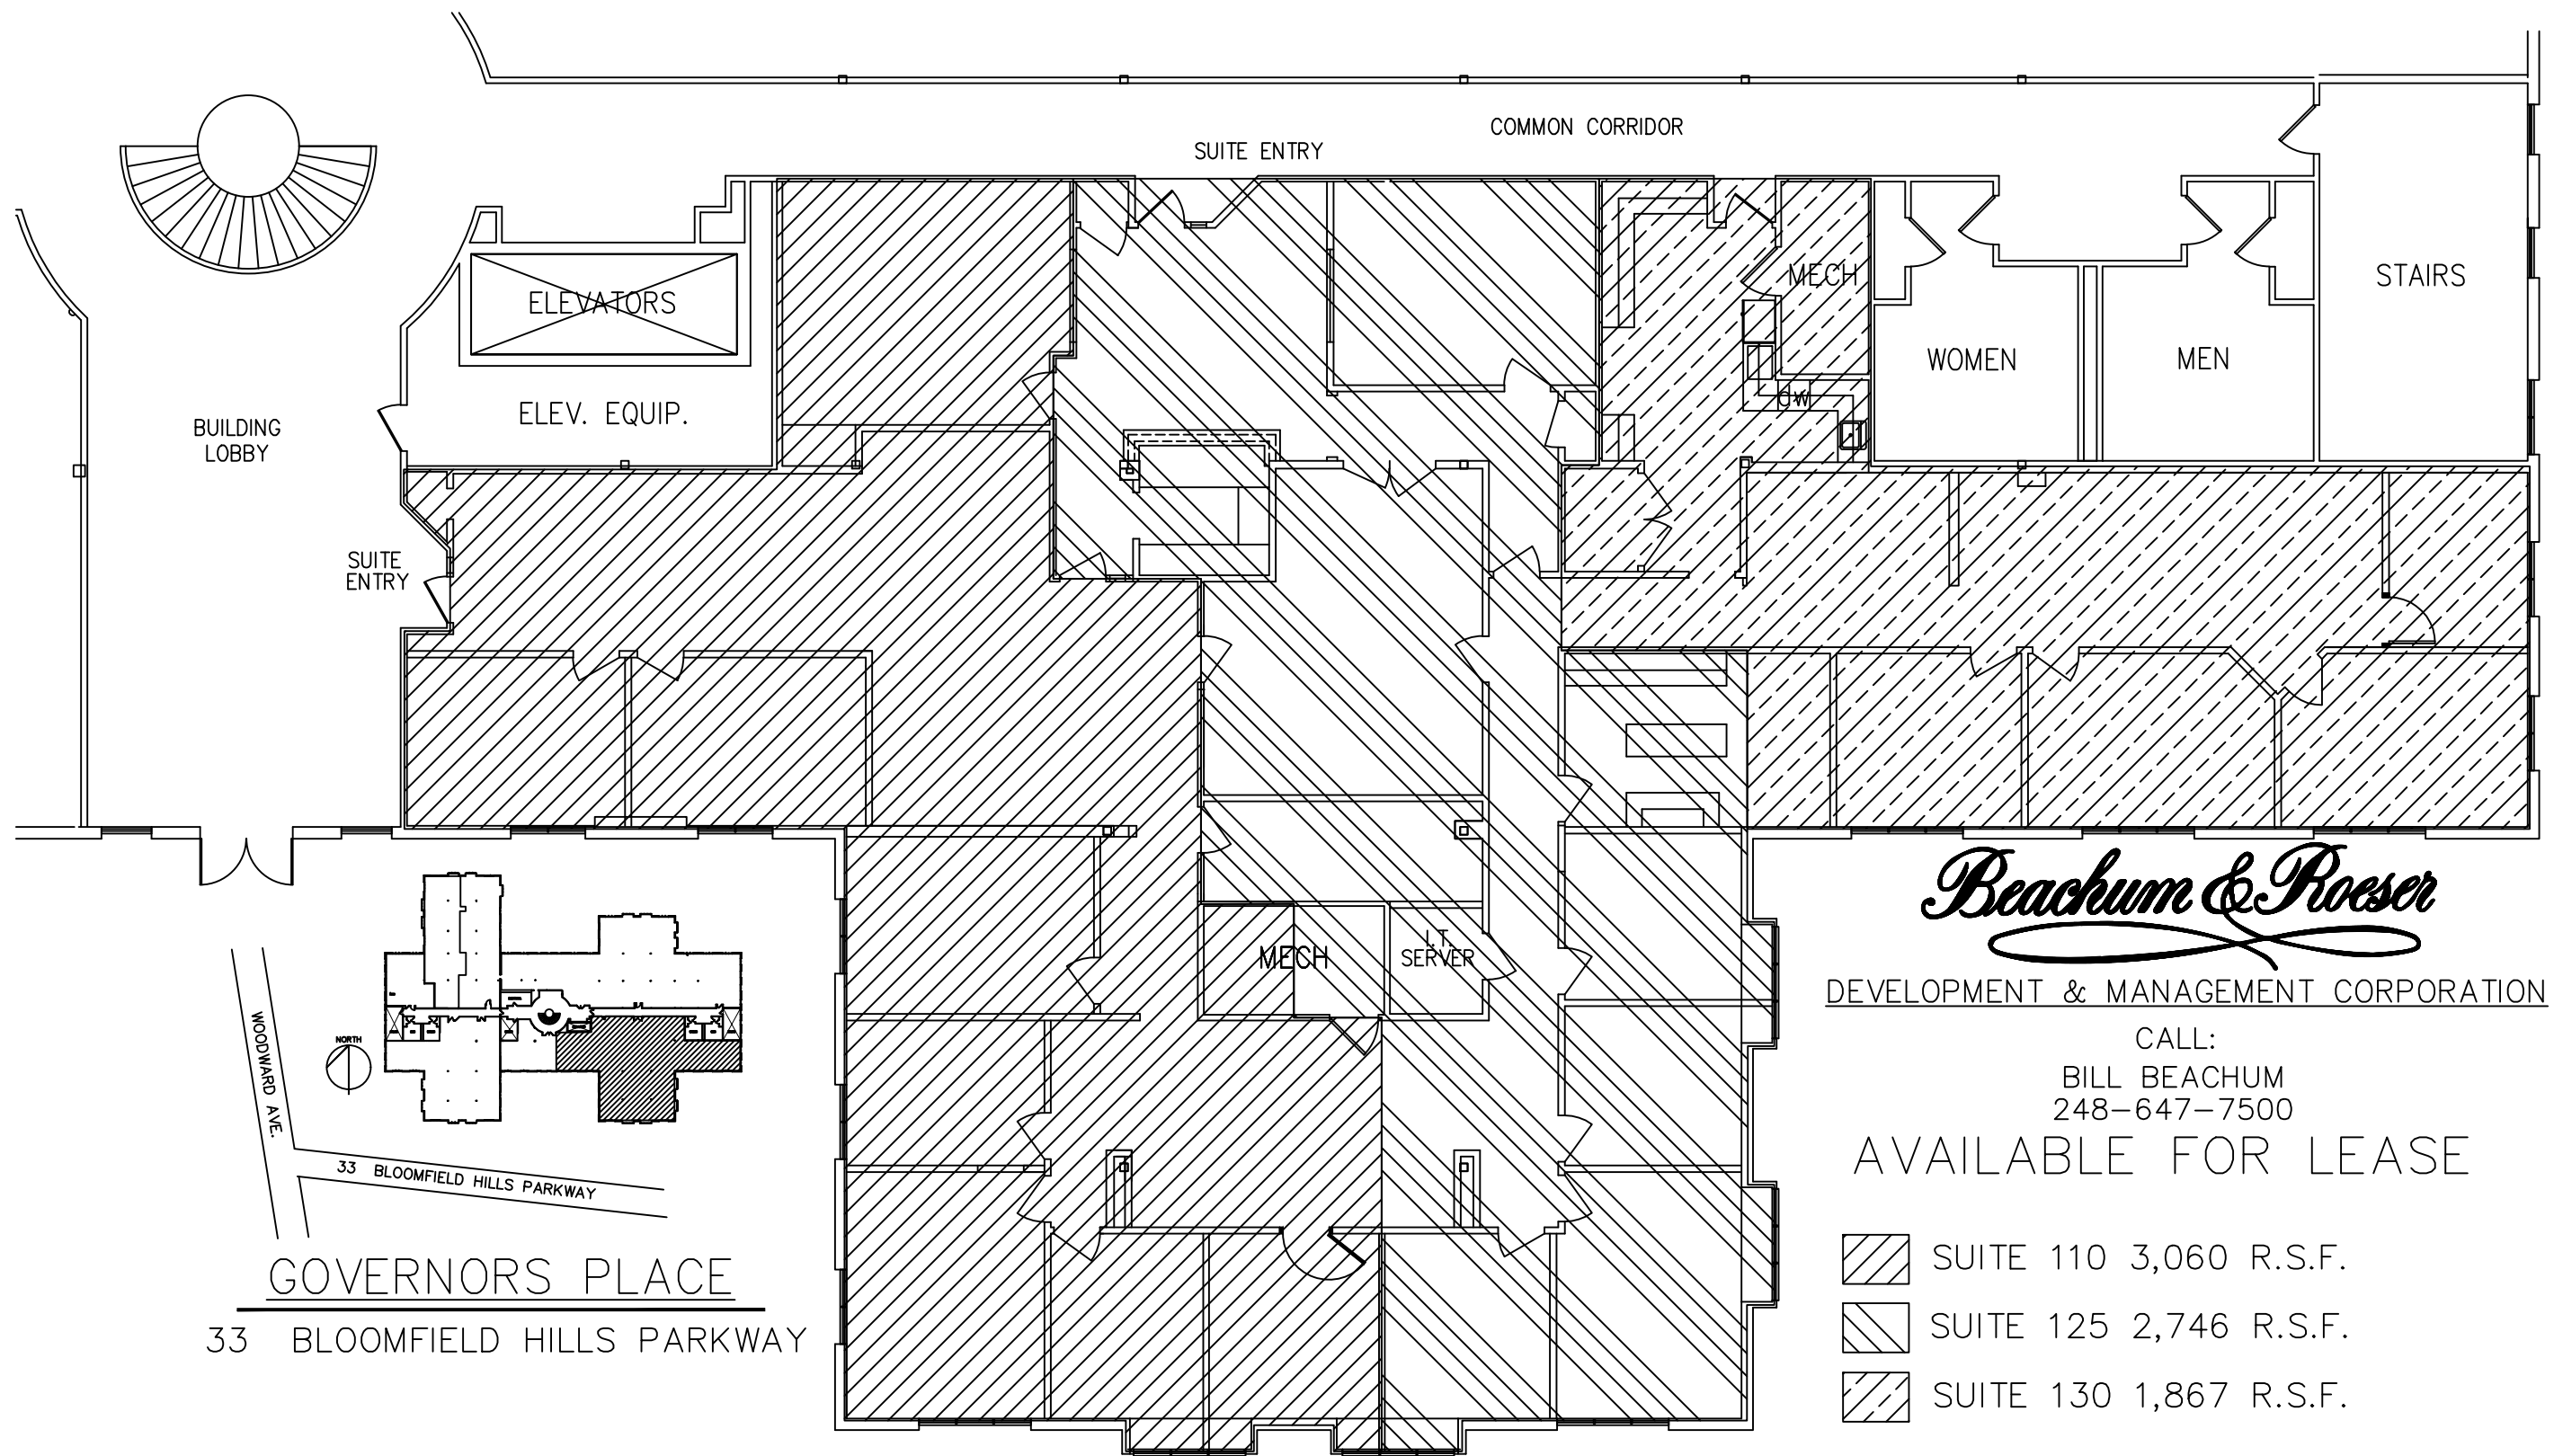 COMMON CORRIDOR
SUITE ENTRY
ELEVATORS
MECH
STAIRS
WOMEN
MEN
dw
ELEV. EQUIP.
BUILDING
LOBBY
SUITE
ENTRY
MECH
I.T.
SERVER
Beachum & Roeser
DEVELOPMENT & MANAGEMENT CORPORATION
CALL:
BILL BEACHUM
248-647-7500
AVAILABLE FOR LEASE
SUITE 110 3,060 R.S.F.
SUITE 125 2,746 R.S.F.
SUITE 130 1,867 R.S.F.
NORTH
WOODWARD AVE.
33 BLOOMFIELD HILLS PARKWAY
GOVERNORS PLACE
33 BLOOMFIELD HILLS PARKWAY